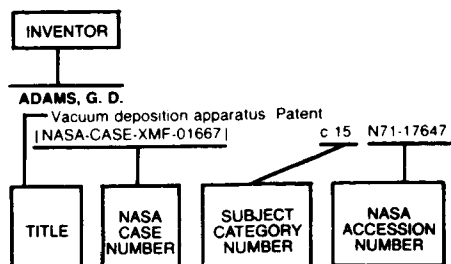 INVENTOR
ADAMS, G. D.
Vacuum deposition apparatus Patent
|NASA-CASE-XMF-01667| c 15 N71-17647
TITLE
NASA
CASE
NUMBER
SUBJECT
CATEGORY
NUMBER
NASA
ACCESSION
NUMBER